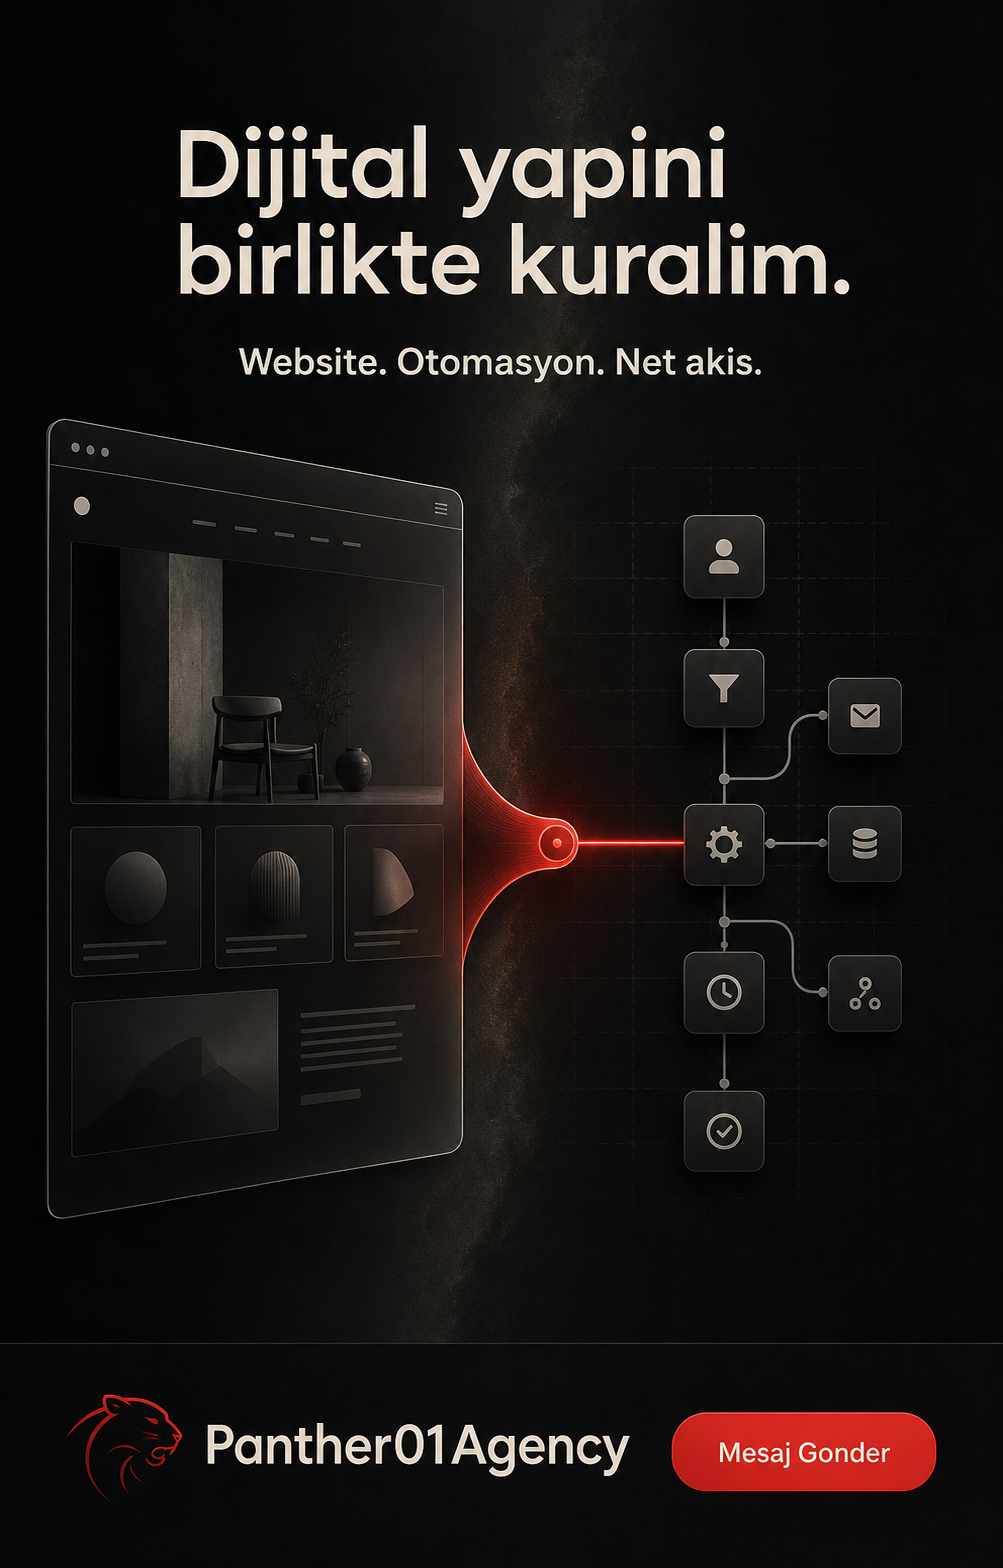 Dijital yapini
birlikte kuralim.
Website. Otomasyon. Net akis.
Panther01Agency
Mesaj Gonder